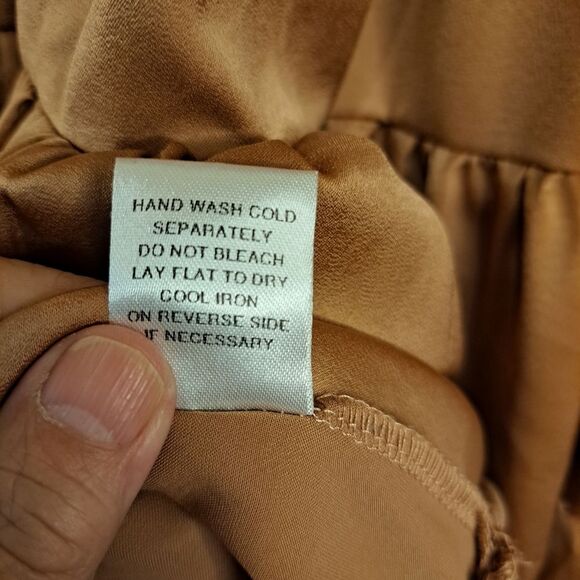 HAND WASH COLD
SEPARATELY
DO NOT BLEACH
LAY FLAT TO DRY
COOL IRON
ON REVERSE SIDE
IF NECESSARY